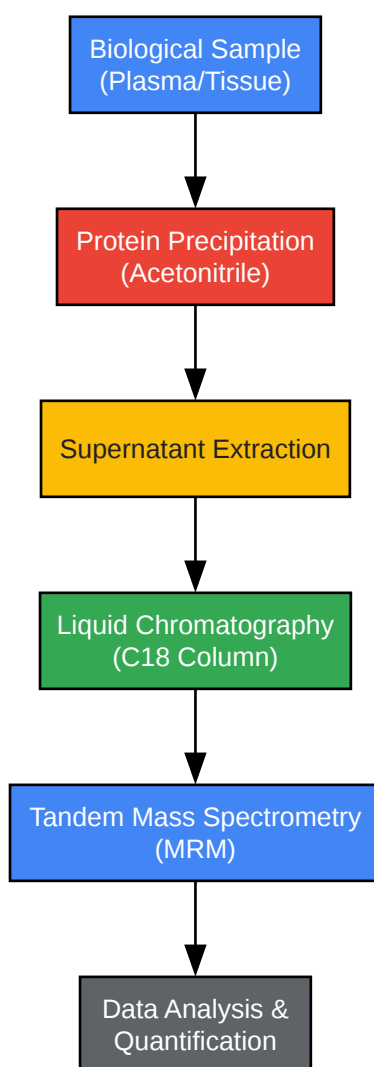 Biological Sample
(Plasma/Tissue)
Protein Precipitation
(Acetonitrile)
Supernatant Extraction
Liquid Chromatography
(C18 Column)
Tandem Mass Spectrometry
(MRM)
Data Analysis &
Quantification